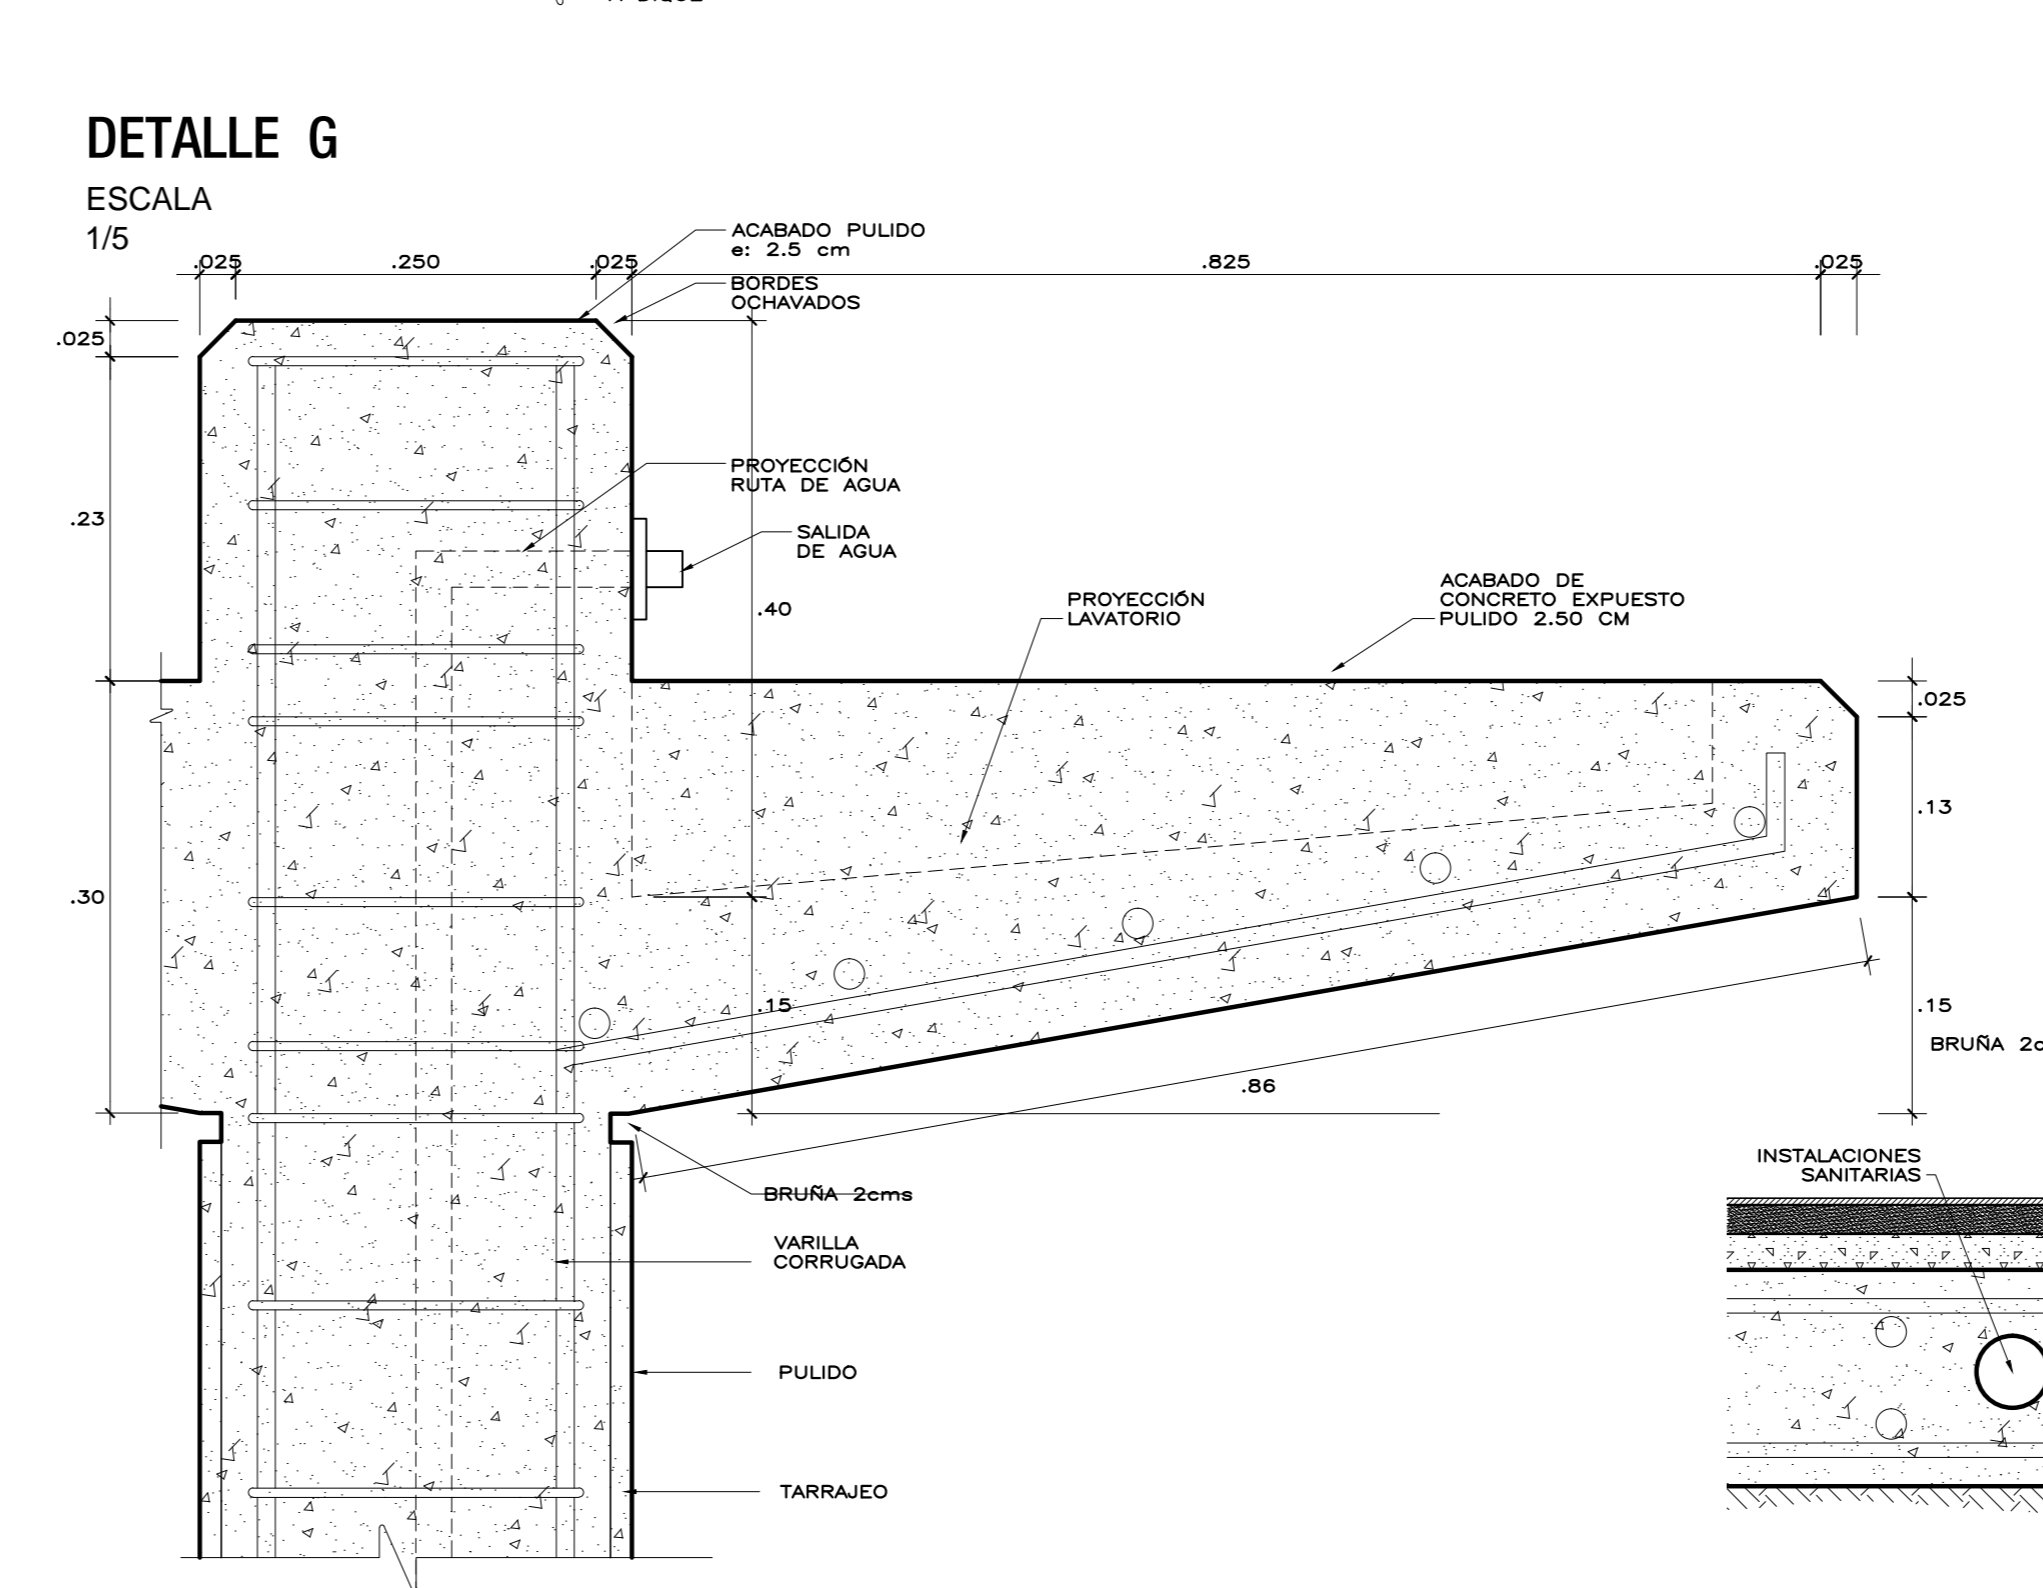 DETALLE G
ESCALA
1/5
.025
.250
.025
.825
.025
ACABADO PULIDO
e: 2.5 cm
BORDES
OCHAVADOS
.025
.23
.30
PROYECCIÓN
RUTA DE AGUA
SALIDA
DE AGUA
.40
PROYECCIÓN
LAVATORIO
ACABADO DE
CONCRETO EXPUESTO
PULIDO 2.50 CM
.025
.13
.15
.15
BRUÑA
.86
BRUÑA 2cms
VARILLA
CORRUGADA
PULIDO
TARRAJEO
INSTALACIONES
SANITARIAS